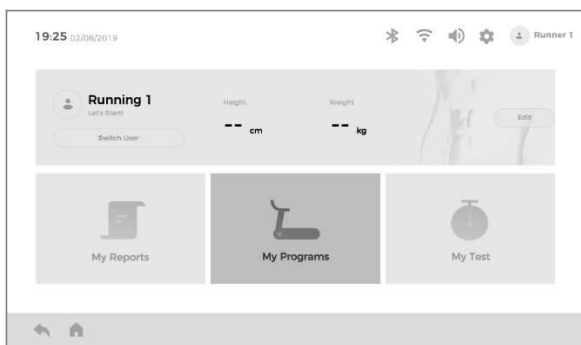 19:25 02/08/2019
Runner 1
Running 1
Let's Start!
Switch User
Height
-- cm
Weight
-- kg
Edit
My Reports
My Programs
My Test